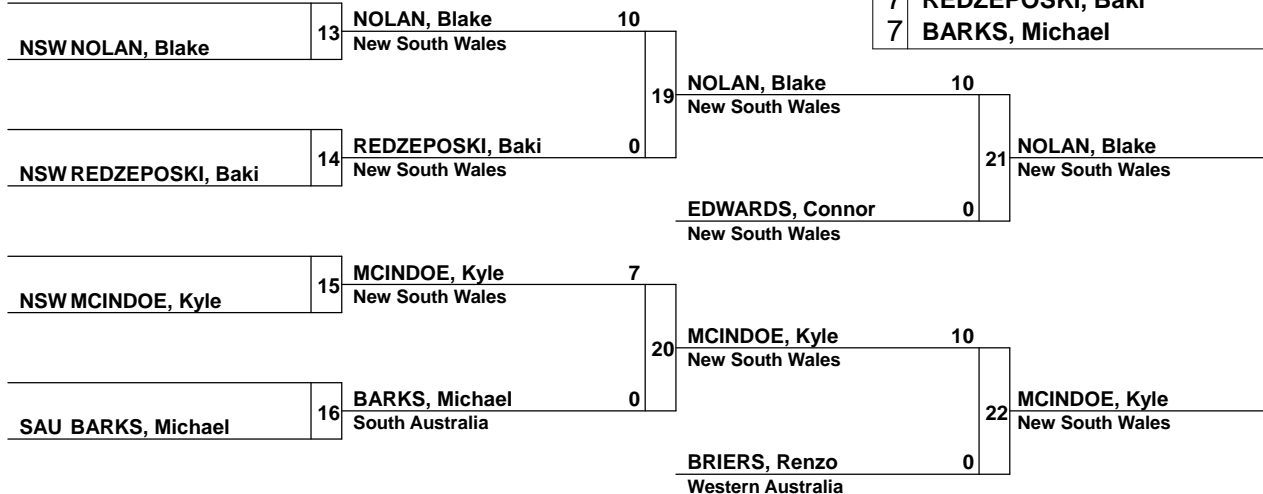 7 REDZEPOSKI, Baki
7 BARKS, Michael
NSW NOLAN, Blake
13
NOLAN, Blake 10
New South Wales
19
NOLAN, Blake 10
New South Wales
NSW REDZEPOSKI, Baki
14
REDZEPOSKI, Baki 0
New South Wales
21
NOLAN, Blake
New South Wales
EDWARDS, Connor 0
New South Wales
NSW MCINDOE, Kyle
15
MCINDOE, Kyle 7
New South Wales
20
MCINDOE, Kyle 10
New South Wales
SAU BARKS, Michael
16
BARKS, Michael 0
South Australia
22
MCINDOE, Kyle
New South Wales
BRIERS, Renzo 0
Western Australia